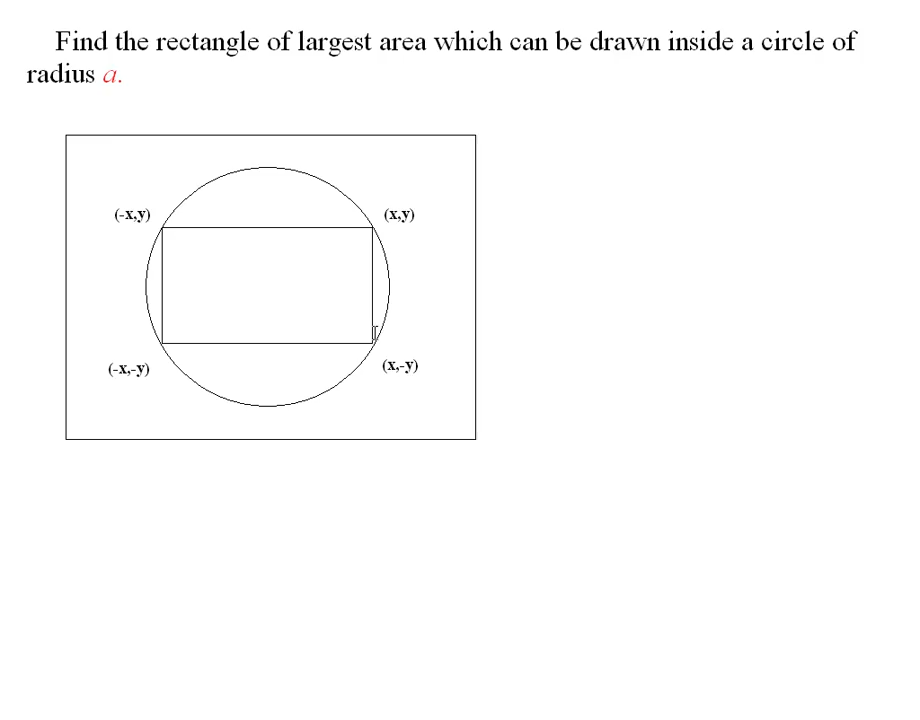 Find the rectangle of largest area which can be drawn inside a circle of
radius a.
(-x,y)
(x,y)
(-x,-y)
(x,-y)